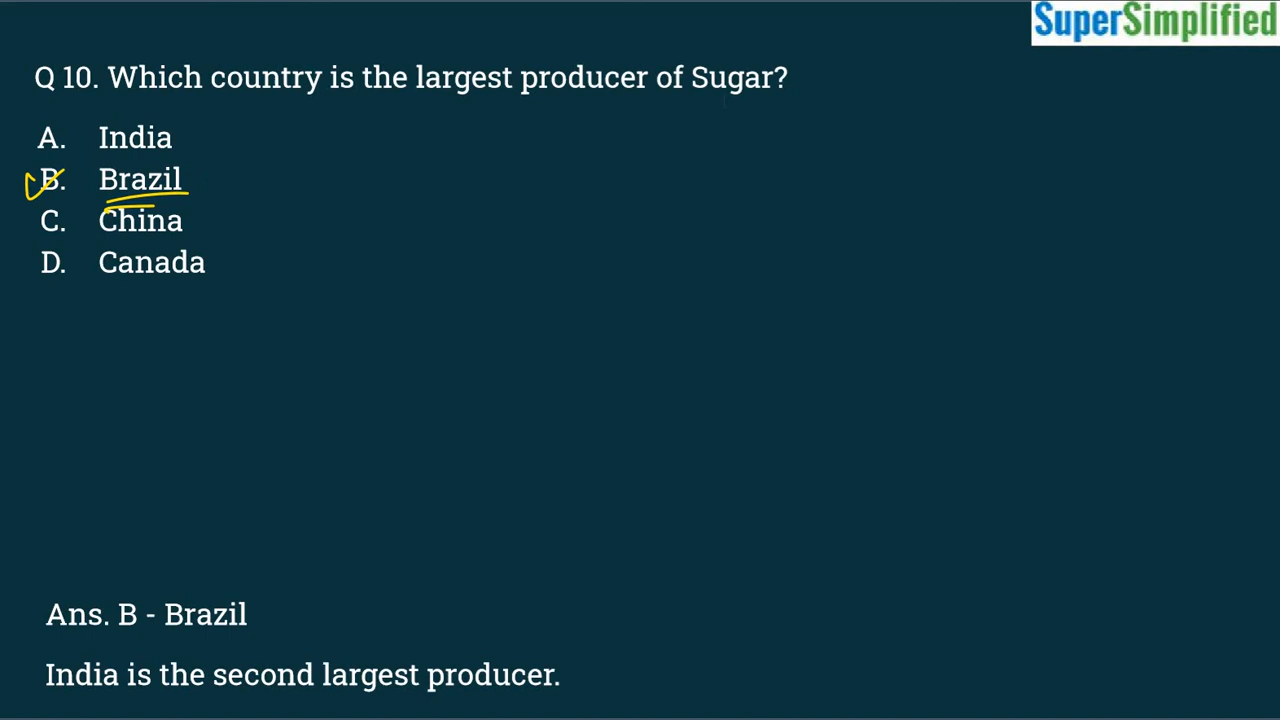 SuperSimplified
Q 10. Which country is the largest producer of Sugar?
A. India
B. Brazil
C. China
D. Canada
Ans. B - Brazil
India is the second largest producer.